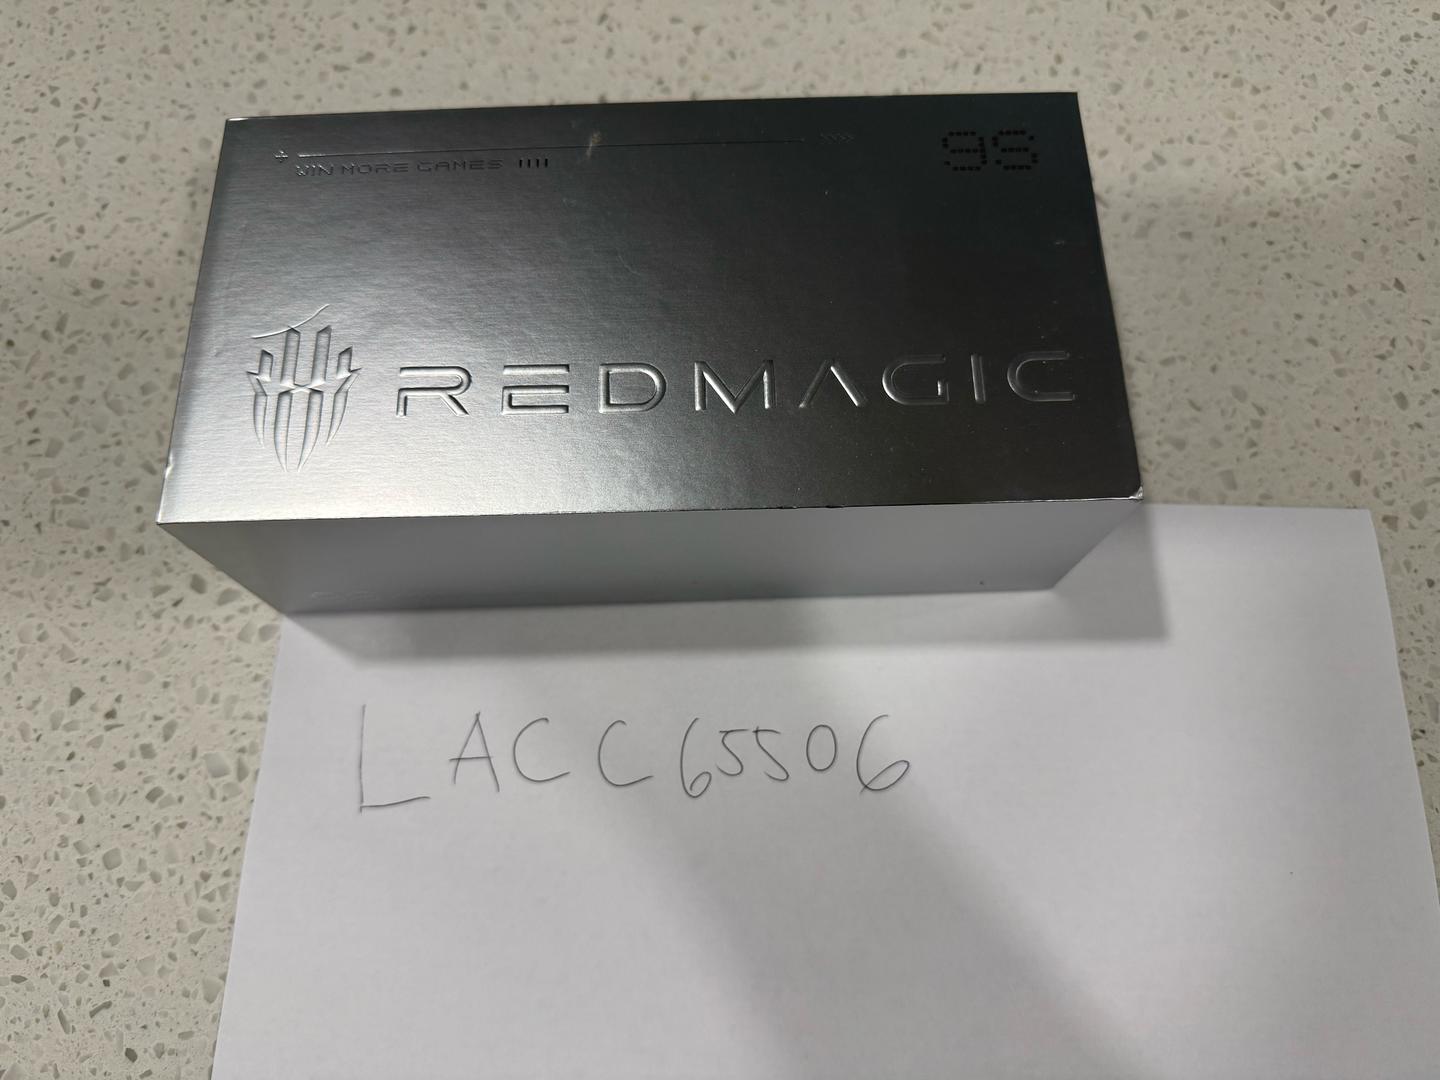 WIN MORE GAMES
9S
REDMAGIC
LACC65506